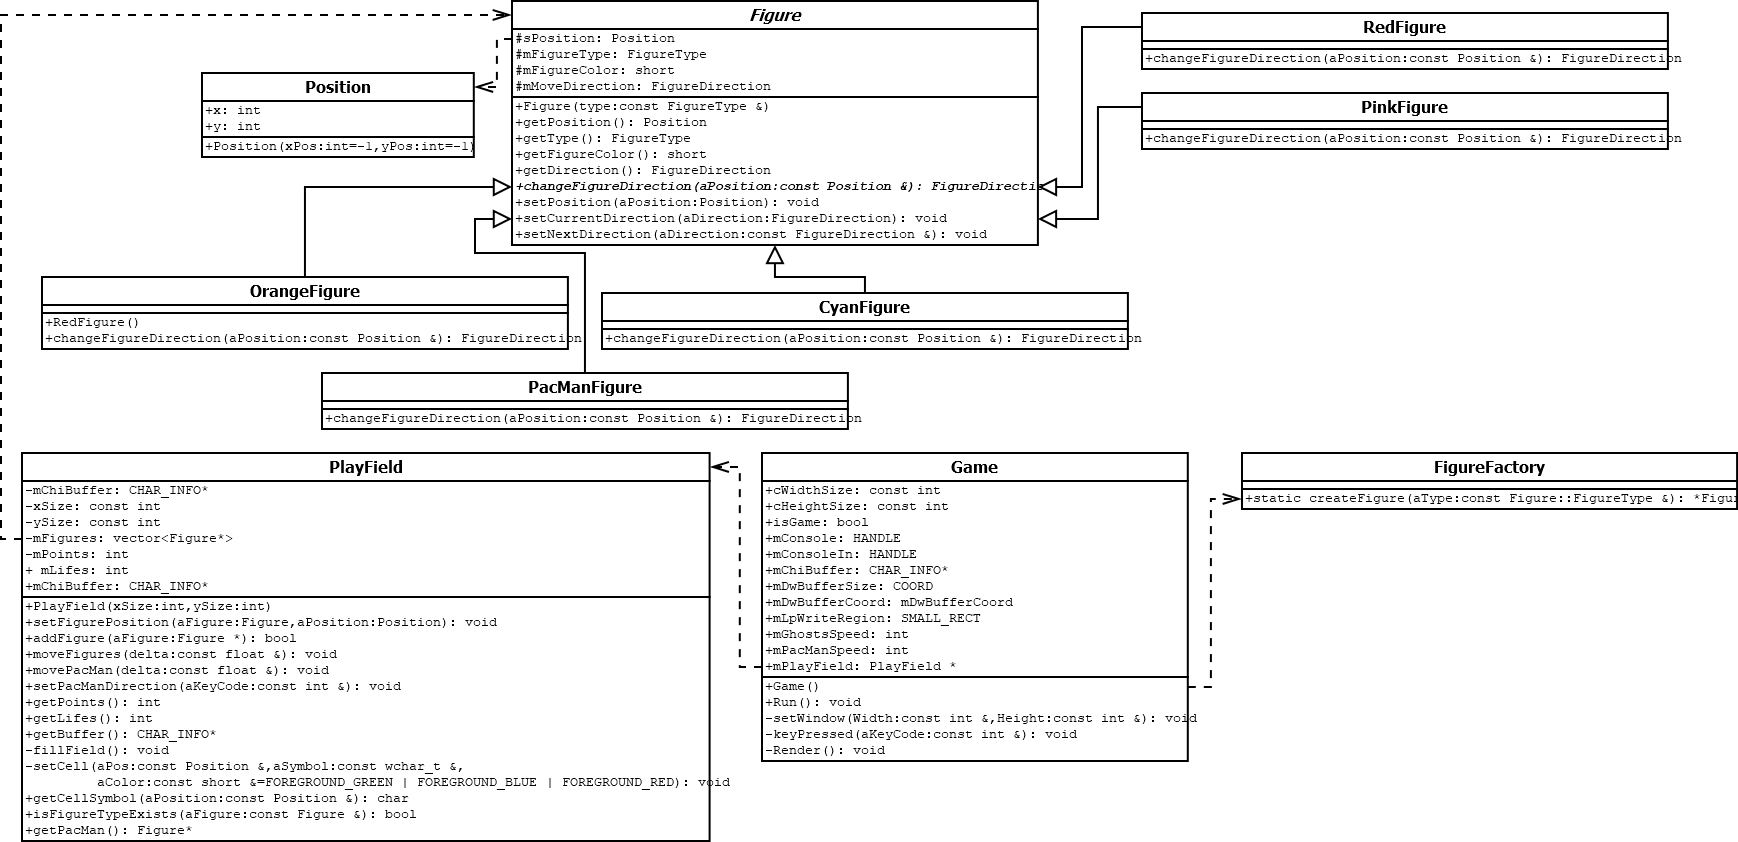 Figure
#sPosition: Position
#mFigureType: FigureType
#mFigureColor: short
#mMoveDirection: FigureDirection
+Figure(type:const FigureType &)
+getPosition(): Position
+getType(): FigureType
+getFigureColor(): short
+getDirection(): FigureDirection
+changeFigureDirection(aPosition:const Position &): FigureDirectio
+setPosition(aPosition:Position): void
+setCurrentDirection(aDirection:FigureDirection): void
+setNextDirection(aDirection:const FigureDirection &): void
RedFigure
+changeFigureDirection(aPosition:const Position &): FigureDirection
PinkFigure
+changeFigureDirection(aPosition:const Position &): FigureDirection
Position
+x: int
+y: int
+Position(xPos:int=-1,yPos:int=-1)
OrangeFigure
+RedFigure()
+changeFigureDirection(aPosition:const Position &): FigureDirection
CyanFigure
+changeFigureDirection(aPosition:const Position &): FigureDirection
PacManFigure
+changeFigureDirection(aPosition:const Position &): FigureDirection
PlayField
-mChiBuffer: CHAR_INFO*
-xSize: const int
-ySize: const int
-mFigures: vector<Figure*>
-mPoints: int
+ mLifes: int
+mChiBuffer: CHAR_INFO*
+PlayField(xSize:int,ySize:int)
+setFigurePosition(aFigure:Figure,aPosition:Position): void
+addFigure(aFigure:Figure *): bool
+moveFigures(delta:const float &): void
+movePacMan(delta:const float &): void
+setPacManDirection(aKeyCode:const int &): void
+getPoints(): int
+getLifes(): int
+getBuffer(): CHAR_INFO*
-fillField(): void
-setCell(aPos:const Position &,aSymbol:const wchar_t &,
aColor:const short &=FOREGROUND_GREEN | FOREGROUND_BLUE | FOREGROUND_RED): void
+getCellSymbol(aPosition:const Position &): char
+isFigureTypeExists(aFigure:const Figure &): bool
+getPacMan(): Figure*
Game
+cWidthSize: const int
+cHeightSize: const int
+isGame: bool
+mConsole: HANDLE
+mConsoleIn: HANDLE
+mChiBuffer: CHAR_INFO*
+mDwBufferSize: COORD
+mDwBufferCoord: mDwBufferCoord
+mLpWriteRegion: SMALL_RECT
+mGhostsSpeed: int
+mPacManSpeed: int
+mPlayField: PlayField *
+Game()
+Run(): void
-setWindow(Width:const int &,Height:const int &): void
-keyPressed(aKeyCode:const int &): void
-Render(): void
FigureFactory
+static createFigure(aType:const Figure::FigureType &): *Figu